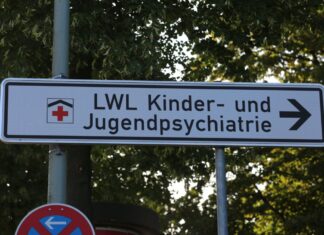 LWL Kinder- und
Jugendpsychiatrie